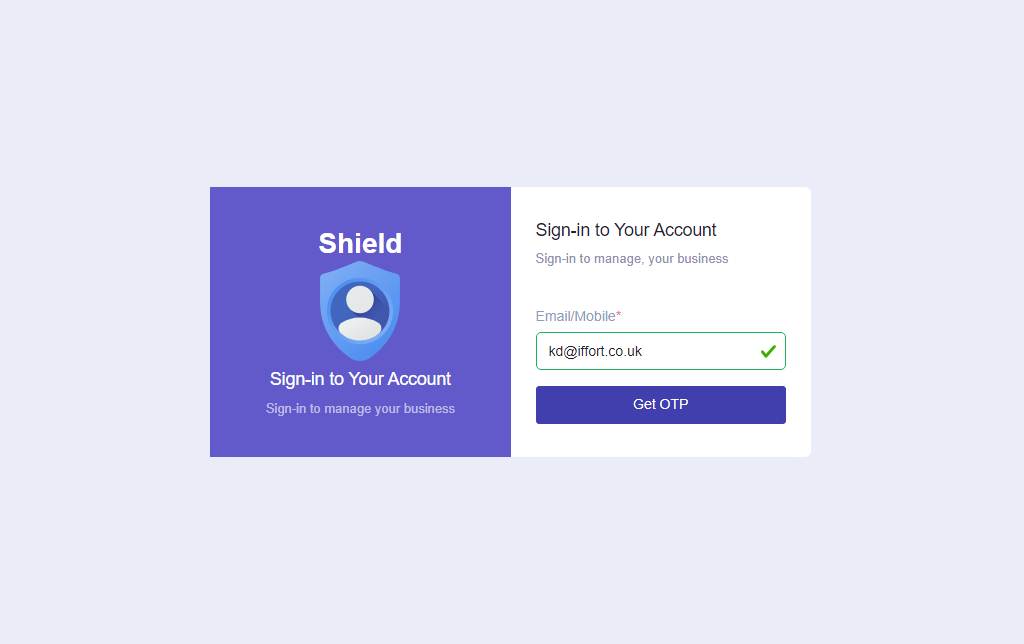 Shield
Sign-in to Your Account
Sign-in to manage your business
Sign-in to Your Account
Sign-in to manage, your business
Email/Mobile*
kd@iffort.co.uk
Get OTP